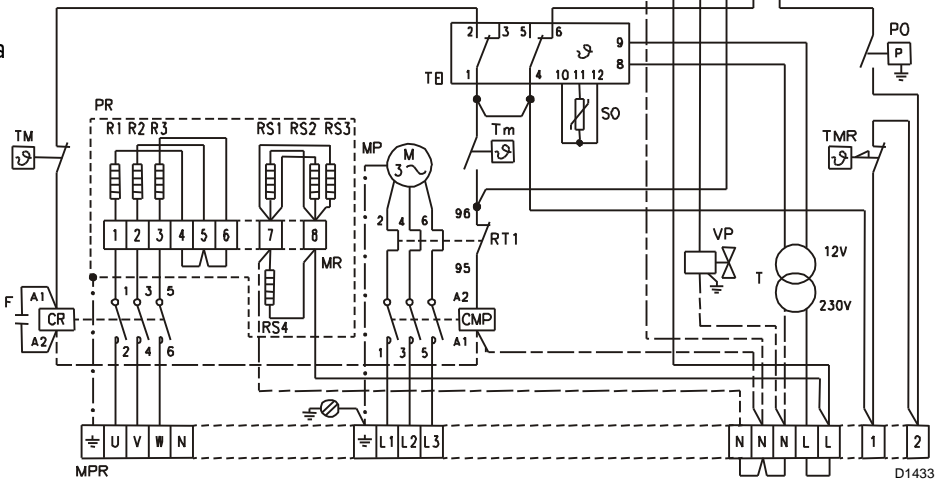 a
2 3 5 6
ϑ
9
8
1 4 10 11 12
TϑI
SO
PO
P
PR
R1 R2 R3 RS1 RS2 RS3
TM
ϑ
MP
M
3 ~
Tm
ϑ
TMR
ϑ
1 2 3 4 5 6 7 8
2 4 6
96
RT1
95
VP
12V
T
230V
MR
RS4
F
A1
CR
A2
1 3 5
2 4 6
A2
CMP
A1
1 3 5
U V W N
L1 L2 L3
N N N L L 1 2
MPR
D1433